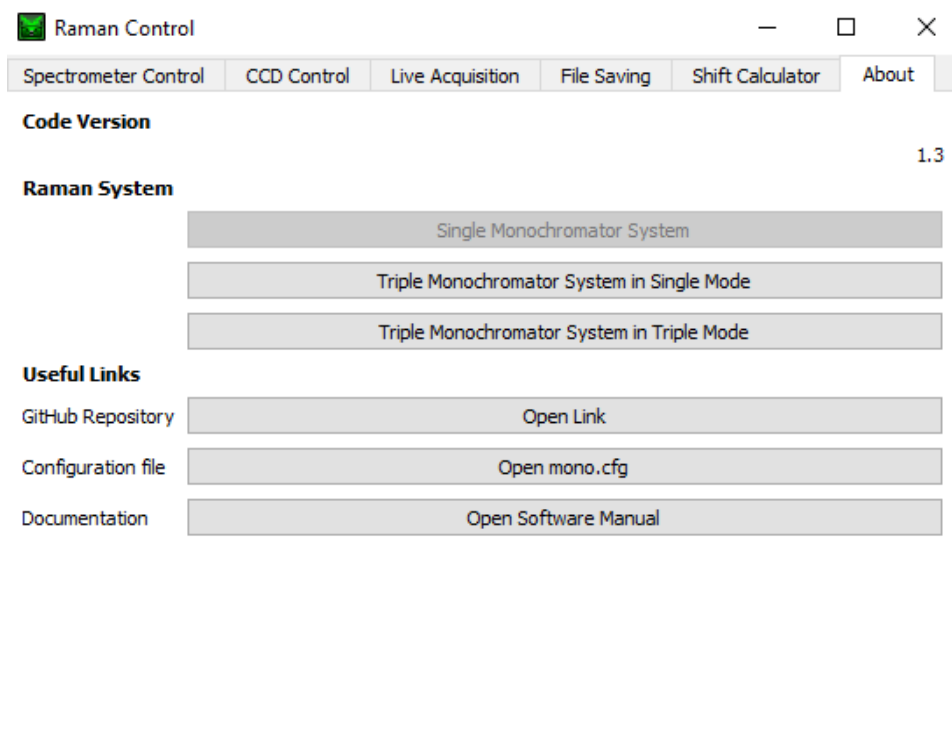 Raman Control
Spectrometer Control CCD Control Live Acquisition File Saving Shift Calculator About
Code Version
1.3
Raman System
Single Monochromator System
Triple Monochromator System in Single Mode
Triple Monochromator System in Triple Mode
Useful Links
GitHub Repository Open Link
Configuration file Open mono.cfg
Documentation Open Software Manual